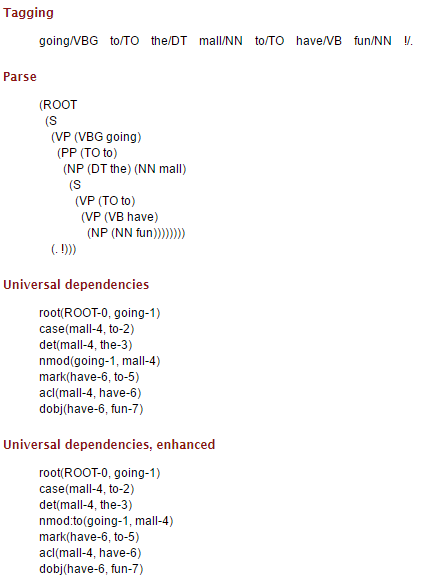 Tagging
going/VBG to/TO the/DT mall/NN to/TO have/VB fun/NN !/.
Parse
(ROOT
(S
(VP (VBG going)
(PP (TO to)
(NP (DT the) (NN mall)
(S
(VP (TO to)
(VP (VB have)
(NP (NN fun))))))))
(. !)))
Universal dependencies
root(ROOT-0, going-1)
case(mall-4, to-2)
det(mall-4, the-3)
nmod(going-1, mall-4)
mark(have-6, to-5)
acl(mall-4, have-6)
dobj(have-6, fun-7)
Universal dependencies, enhanced
root(ROOT-0, going-1)
case(mall-4, to-2)
det(mall-4, the-3)
nmod:to(going-1, mall-4)
mark(have-6, to-5)
acl(mall-4, have-6)
dobj(have-6, fun-7)